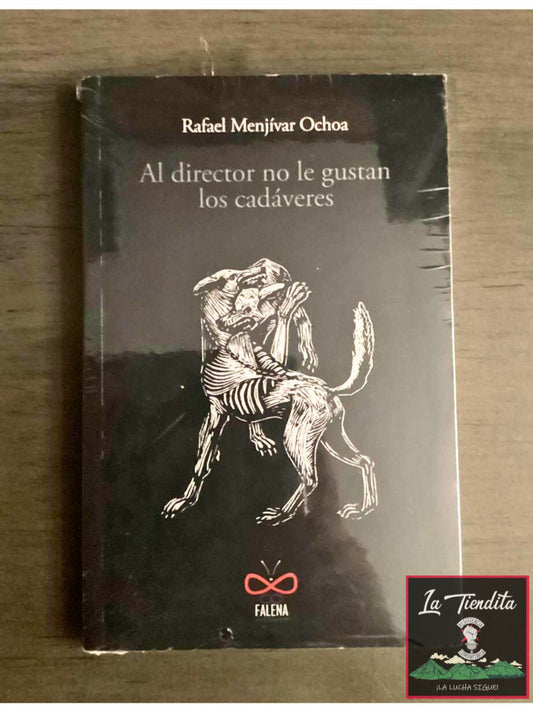 Rafael Menjívar Ochoa
Al director no le gustan
los cadáveres
FALENA
La Tiendita
¡LA LUCHA SIGUE!